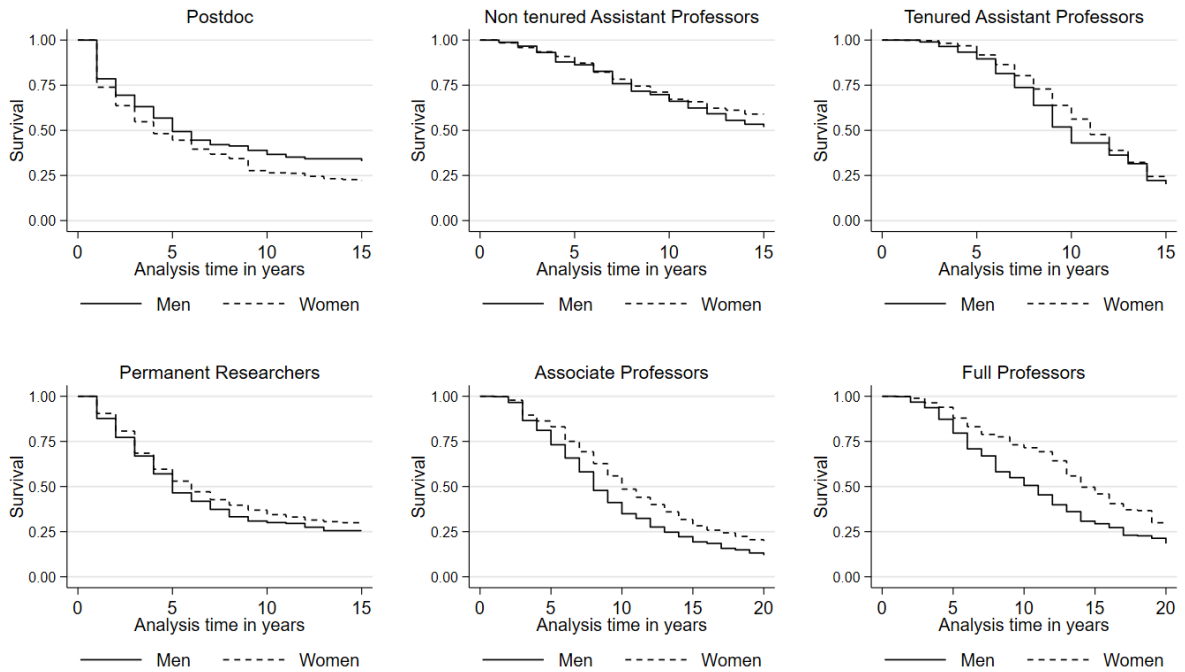 Postdoc
1.00
0.75
0.50
0.25
0.00
Survival
0 5 10 15
Analysis time in years
Men Women
Non tenured Assistant Professors
1.00
0.75
0.50
0.25
0.00
Survival
0 5 10 15
Analysis time in years
Men Women
Tenured Assistant Professors
1.00
0.75
0.50
0.25
0.00
Survival
0 5 10 15
Analysis time in years
Men Women
Permanent Researchers
1.00
0.75
0.50
0.25
0.00
Survival
0 5 10 15
Analysis time in years
Men Women
Associate Professors
1.00
0.75
0.50
0.25
0.00
Survival
0 5 10 15 20
Analysis time in years
Men Women
Full Professors
1.00
0.75
0.50
0.25
0.00
Survival
0 5 10 15 20
Analysis time in years
Men Women